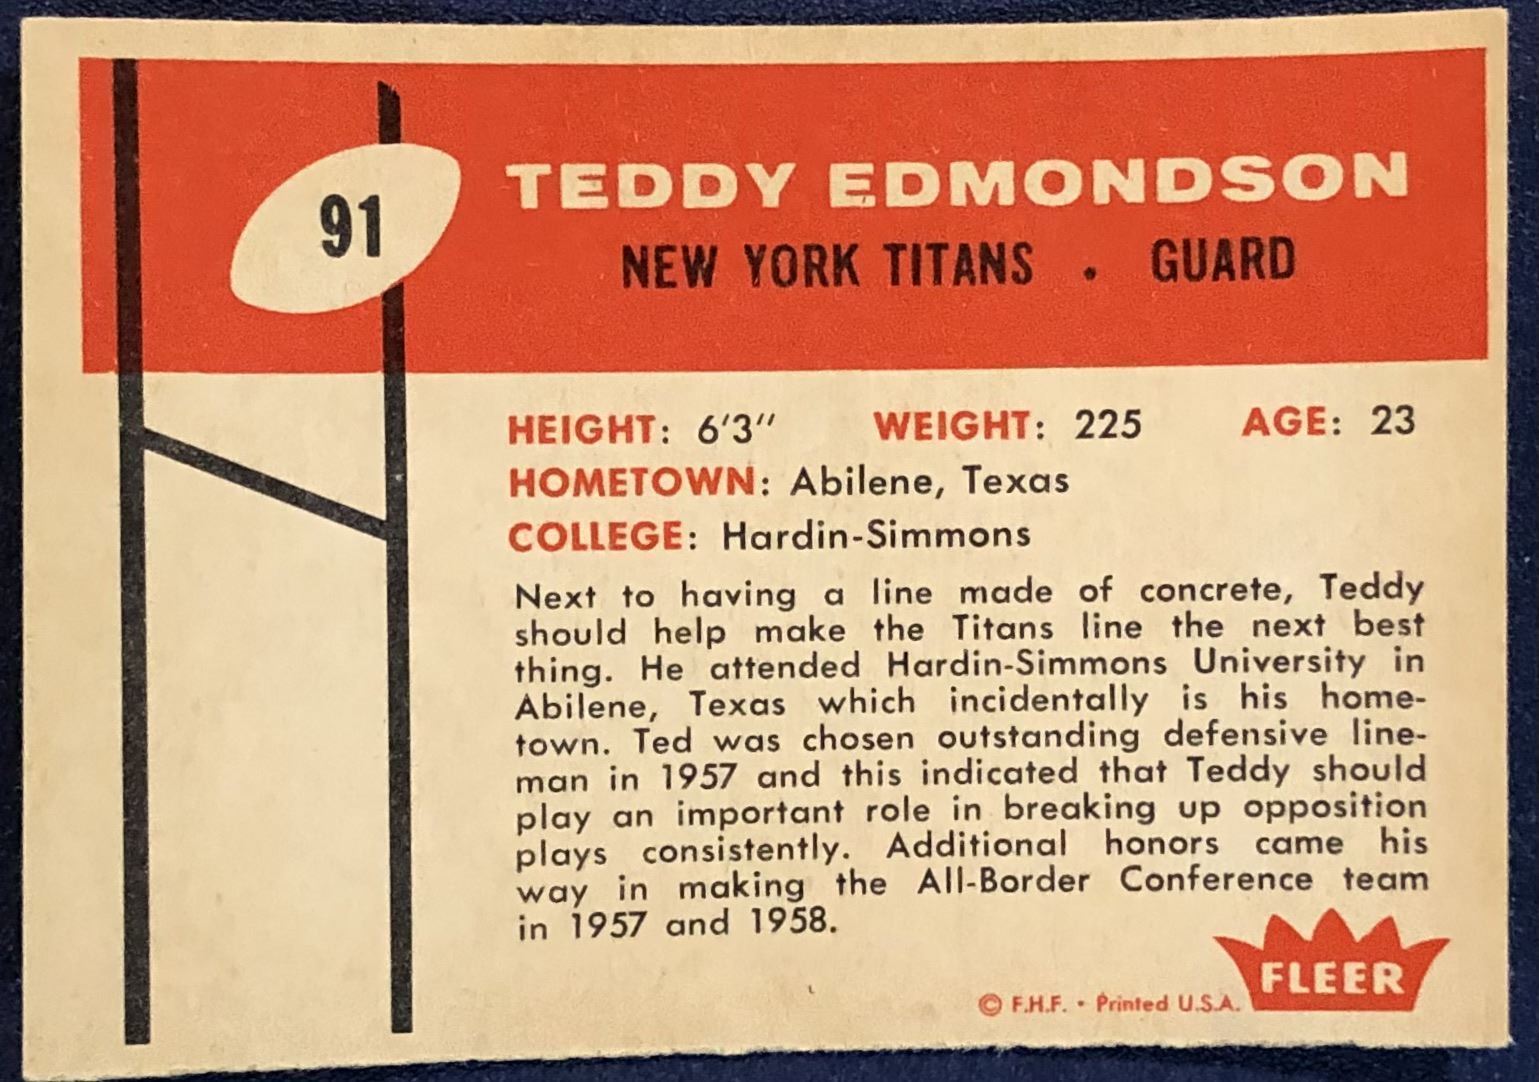 91
TEDDY EDMONDSON
NEW YORK TITANS . GUARD
HEIGHT: 6'3" WEIGHT: 225 AGE: 23
HOMETOWN: Abilene, Texas
COLLEGE: Hardin-Simmons
Next to having a line made of concrete, Teddy
should help make the Titans line the next best
thing. He attended Hardin-Simmons University in
Abilene, Texas which incidentally is his home-
town. Ted was chosen outstanding defensive line-
man in 1957 and this indicated that Teddy should
play an important role in breaking up opposition
plays consistently. Additional honors came his
way in making the All-Border Conference team
in 1957 and 1958.
FLEER
© F.H.F. • Printed U.S.A.